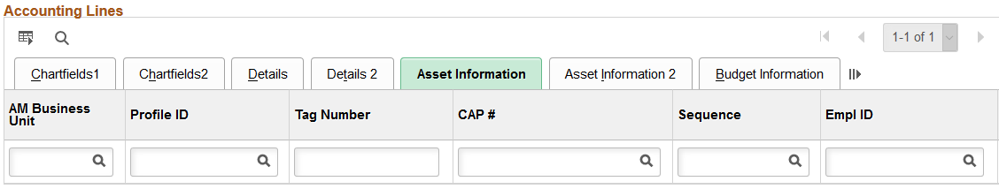 Accounting Lines
1-1 of 1
Chartfields1 Chartfields2 Details Details 2 Asset Information Asset Information 2 Budget Information
AM Business Unit Profile ID Tag Number CAP # Sequence Empl ID